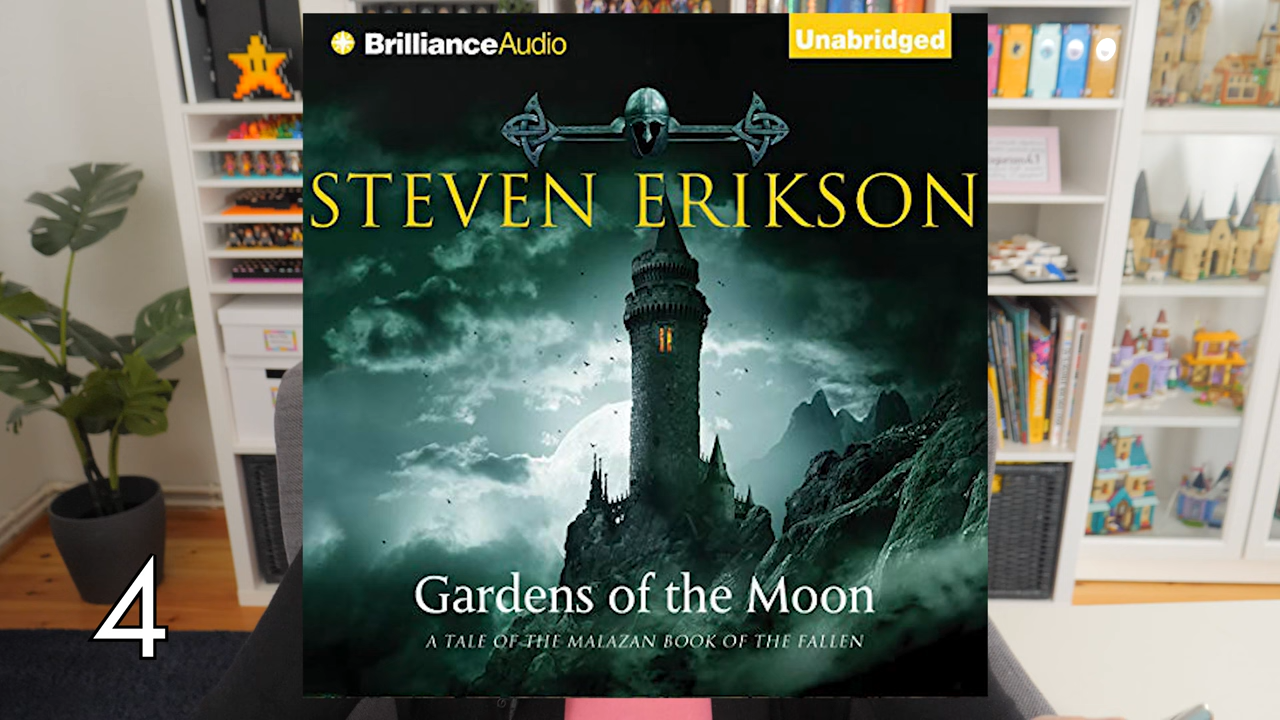 BrillianceAudio
Unabridged
STEVEN ERIKSON
Gardens of the Moon
A TALE OF THE MALAZAN BOOK OF THE FALLEN
4